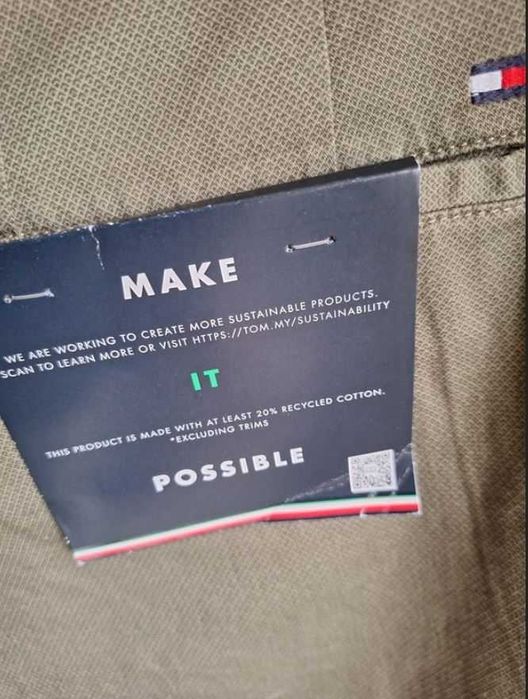 MAKE
WE ARE WORKING TO CREATE MORE SUSTAINABLE PRODUCTS.
SCAN TO LEARN MORE OR VISIT HTTPS://TOM.MY/SUSTAINABILITY
IT
THIS PRODUCT IS MADE WITH AT LEAST 20% RECYCLED COTTON.
*EXCLUDING TRIMS
POSSIBLE